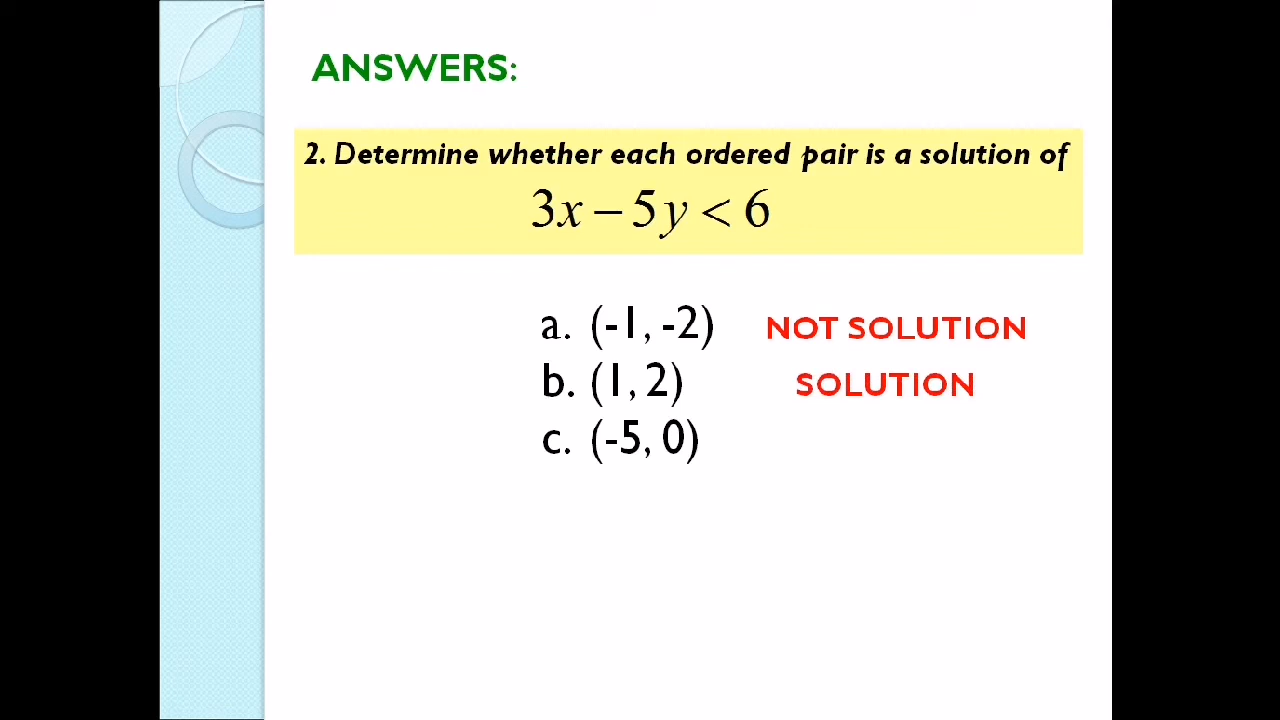 ANSWERS:
2. Determine whether each ordered pair is a solution of
3x − 5y < 6
a. (-1, -2) NOT SOLUTION
b. (1, 2) SOLUTION
c. (-5, 0)